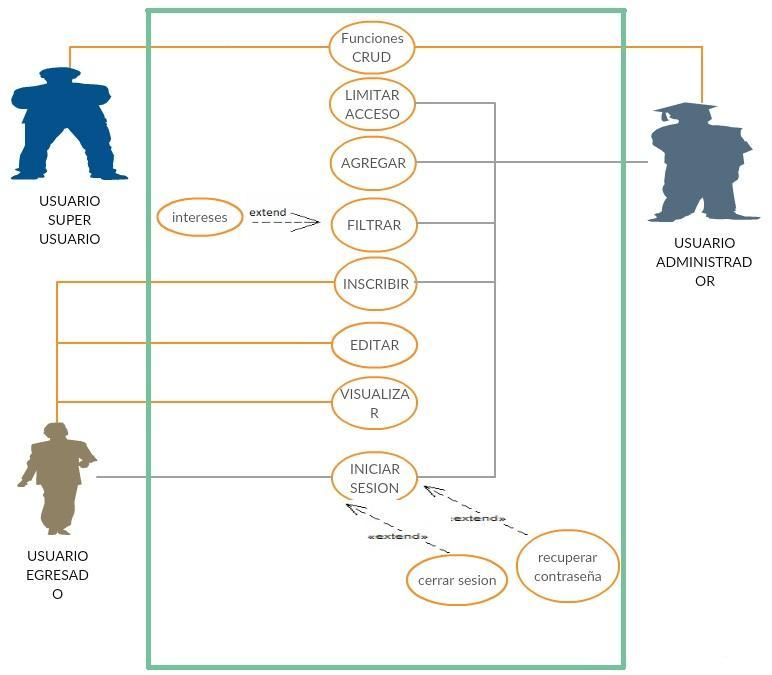 Funciones
CRUD
LIMITAR
ACCESO
AGREGAR
USUARIO
SUPER
USUARIO
intereses
extend
FILTRAR
USUARIO
ADMINISTRAD
OR
INSCRIBIR
EDITAR
VISUALIZA
R
INICIAR
SESION
«extend»
:extend»
USUARIO
EGRESAD
O
cerrar sesion
recuperar
contraseña